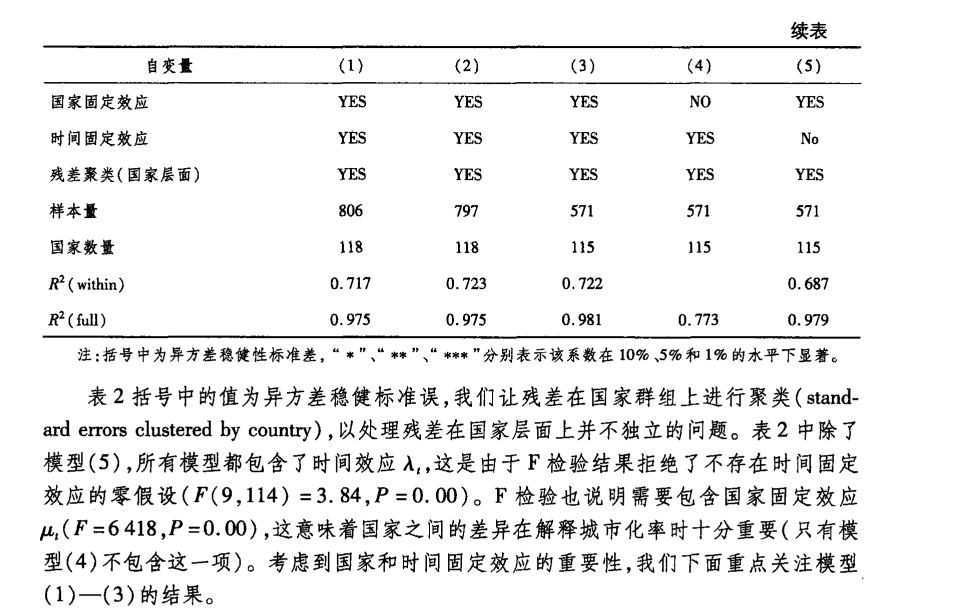 续表
自变量 (1) (2) (3) (4) (5)
国家固定效应 YES YES YES NO YES
时间固定效应 YES YES YES YES No
残差聚类(国家层面) YES YES YES YES YES
样本量 806 797 571 571 571
国家数量 118 118 115 115 115
R²(within) 0.717 0.723 0.722 0.687
R²(full) 0.975 0.975 0.981 0.773 0.979
注:括号中为异方差稳健性标准差,“*”、“**”、“***”分别表示该系数在10%、5%和1%的水平下显著。
表2括号中的值为异方差稳健标准误,我们让残差在国家群组上进行聚类(stand-
ard errors clustered by country),以处理残差在国家层面上并不独立的问题。表2中除了
模型(5),所有模型都包含了时间效应λₜ,这是由于F检验结果拒绝了不存在时间固定
效应的零假设(F(9,114)=3.84,P=0.00)。F检验也说明需要包含国家固定效应
μₜ(F=6 418,P=0.00),这意味着国家之间的差异在解释城市化率时十分重要(只有模
型(4)不包含这一项)。考虑到国家和时间固定效应的重要性,我们下面重点关注模型
(1)—(3)的结果。